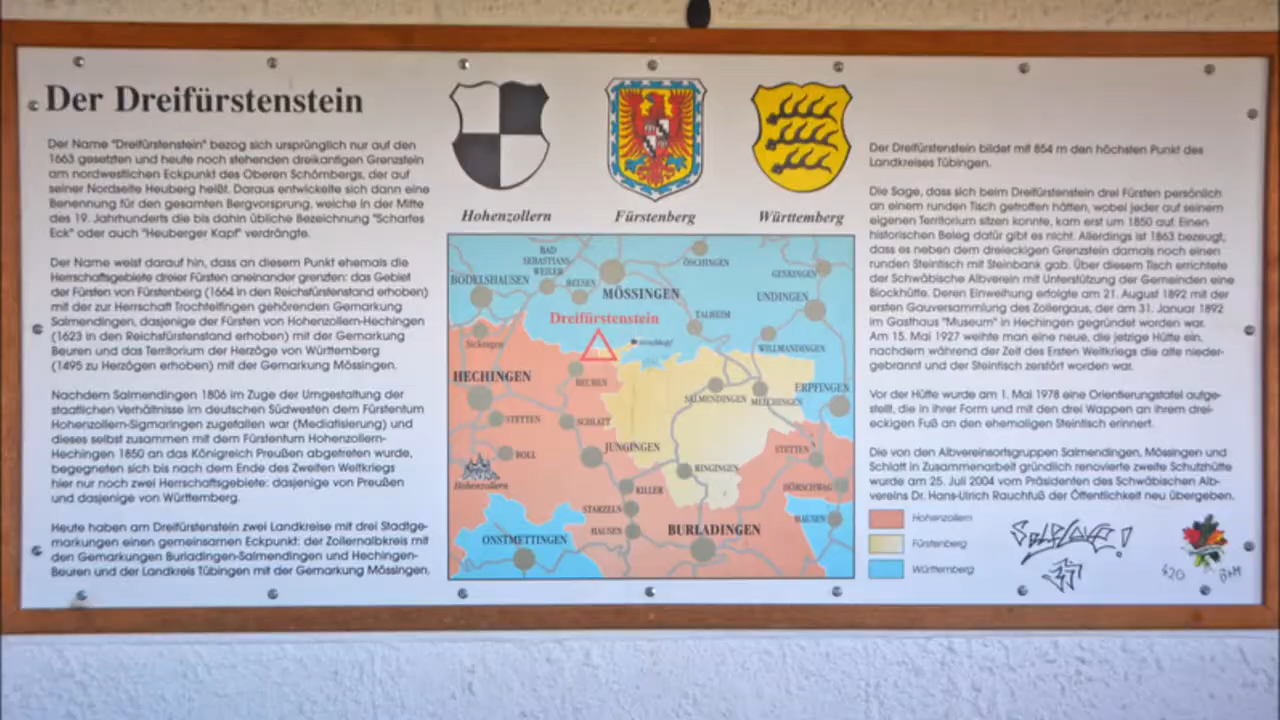 Der Dreifürstenstein
Der Name "Dreifürstenstein" bezog sich ursprünglich nur auf den
1663 gesetzten und heute noch stehenden dreikantigen Grenzstein
am nordwestlichen Eckpunkt des Oberen Schömbergs, der auf
seiner Nordseite Heuberg heißt. Daraus entwickelte sich dann eine
Benennung für den gesamten Bergvorsprung, welche in der Mitte
des 19. Jahrhunderts die bis dahin übliche Bezeichnung "Scharfes
Eck" oder auch "Heuberger Kapf" verdrängte.
Der Name weist darauf hin, dass an diesem Punkt ehemals die
Herrschaftsgebiete dreier Fürsten aneinander grenzten: das Gebiet
der Fürsten von Fürstenberg (1664 in den Reichsfürstenstand erhoben)
mit der zur Herrschaft Trochtelfingen gehörenden Gemarkung
Salmendingen, dasjenige der Fürsten von Hohenzollern-Hechingen
(1623 in den Reichsfürstenstand erhoben) mit der Gemarkung
Beuren und das Territorium der Herzöge von Württemberg
(1495 zu Herzögen erhoben) mit der Gemarkung Mössingen.
Nachdem Salmendingen 1806 im Zuge der Umgestaltung der
staatlichen Verhältnisse im deutschen Südwesten dem Fürstentum
Hohenzollern-Sigmaringen zugefallen war (Mediatisierung) und
dieses selbst zusammen mit dem Fürstentum Hohenzollern-
Hechingen 1850 an das Königreich Preußen abgetreten wurde,
begegneten sich bis nach dem Ende des Zweiten Weltkriegs
hier nur noch zwei Herrschaftsgebiete: dasjenige von Preußen
und dasjenige von Württemberg.
Heute haben am Dreifürstenstein zwei Landkreise mit drei Stadtge-
markungen einen gemeinsamen Eckpunkt: der Zollernalbkreis mit
den Gemarkungen Burladingen-Salmendingen und Hechingen-
Beuren und der Landkreis Tübingen mit der Gemarkung Mössingen.
Hohenzollern
Fürstenberg
Württemberg
BAD
SEBASTIANS
WEILER
ÖSCHINGEN
GENKINGEN
BODELSHAUSEN
BELSEN
MÖSSINGEN
UNDINGEN
Dreifürstenstein
TALHEIM
Sickingen
WILLMANDINGEN
HECHINGEN
BEUREN
ERPFINGEN
SALMENDINGEN
MELCHINGEN
STETTEN
SCHLATT
JUNGINGEN
STETTEN
BOLL
RINGINGEN
Hohenzollern
KILLER
HÖRSCHWAG
STARZELN
HAUSEN
HAUSEN
BURLADINGEN
ONSTMETTINGEN
Der Dreifürstenstein bildet mit 854 m den höchsten Punkt des
Landkreises Tübingen.
Die Sage, dass sich beim Dreifürstenstein drei Fürsten persönlich
an einem runden Tisch getroffen hätten, wobei jeder auf seinem
eigenen Territorium sitzen konnte, kam erst um 1850 auf. Einen
historischen Beleg dafür gibt es nicht. Allerdings ist 1863 bezeugt,
dass es neben dem dreieckigen Grenzstein damals noch einen
runden Steintisch mit Steinbank gab. Über diesem Tisch errichtete
der Schwäbische Albverein mit Unterstützung der Gemeinden eine
Blockhütte. Deren Einweihung erfolgte am 21. August 1892 mit der
ersten Gauversammlung des Zollergaus, der am 31. Januar 1892
im Gasthaus "Museum" in Hechingen gegründet worden war.
Am 15. Mai 1927 weihte man eine neue, die jetzige Hütte ein,
nachdem während der Zeit des Ersten Weltkriegs die alte nieder-
gebrannt und der Steintisch zerstört worden war.
Vor der Hütte wurde am 1. Mai 1978 eine Orientierungstafel aufge-
stellt, die in ihrer Form und mit den drei Wappen an ihrem drei-
eckigen Fuß an den ehemaligen Steintisch erinnert.
Die von den Albvereinsortsgruppen Salmendingen, Mössingen und
Schlatt in Zusammenarbeit gründlich renovierte zweite Schutzhütte
wurde am 25. Juli 2004 vom Präsidenten des Schwäbischen Alb-
vereins Dr. Hans-Ulrich Rauchfuß der Öffentlichkeit neu übergeben.
Hohenzollern
Fürstenberg
Württemberg
420
B+M